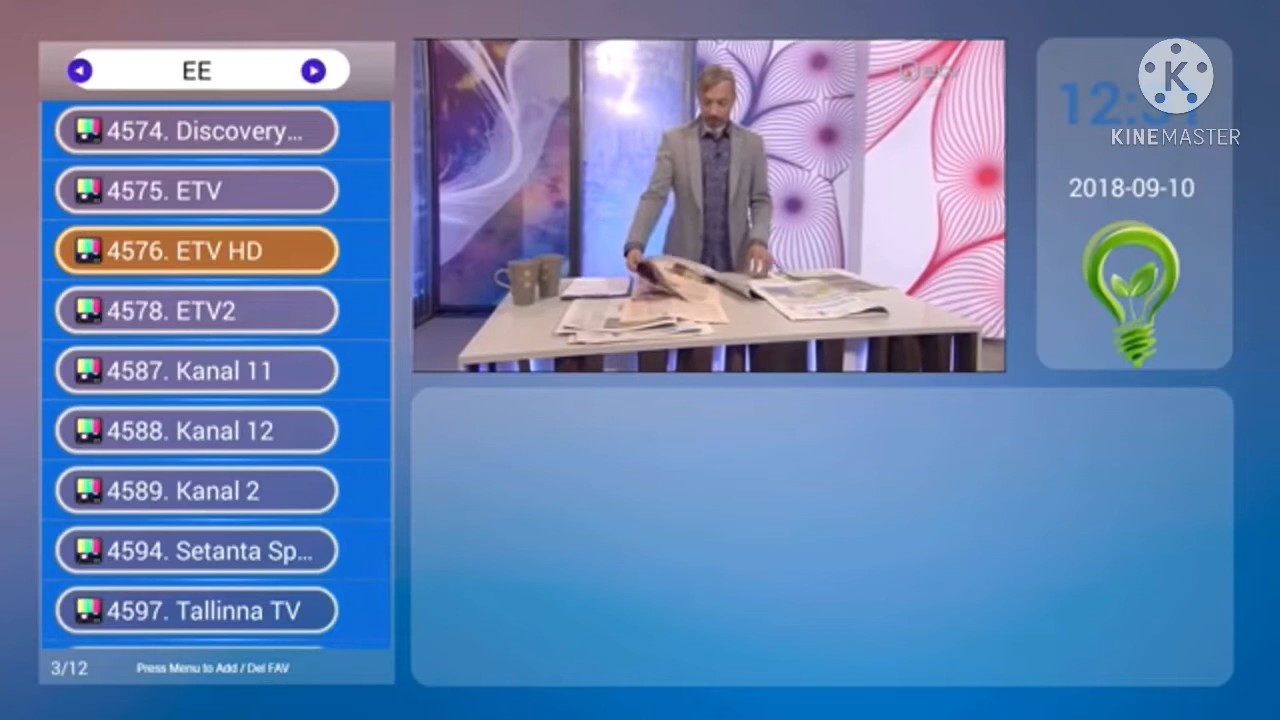 EE
4574. Discovery...
4575. ETV
4576. ETV HD
4578. ETV2
4587. Kanal 11
4588. Kanal 12
4589. Kanal 2
4594. Setanta Sp...
4597. Tallinna TV
3/12
Press Menu to Add / Del FAV
etv
K
KINEMASTER
2018-09-10